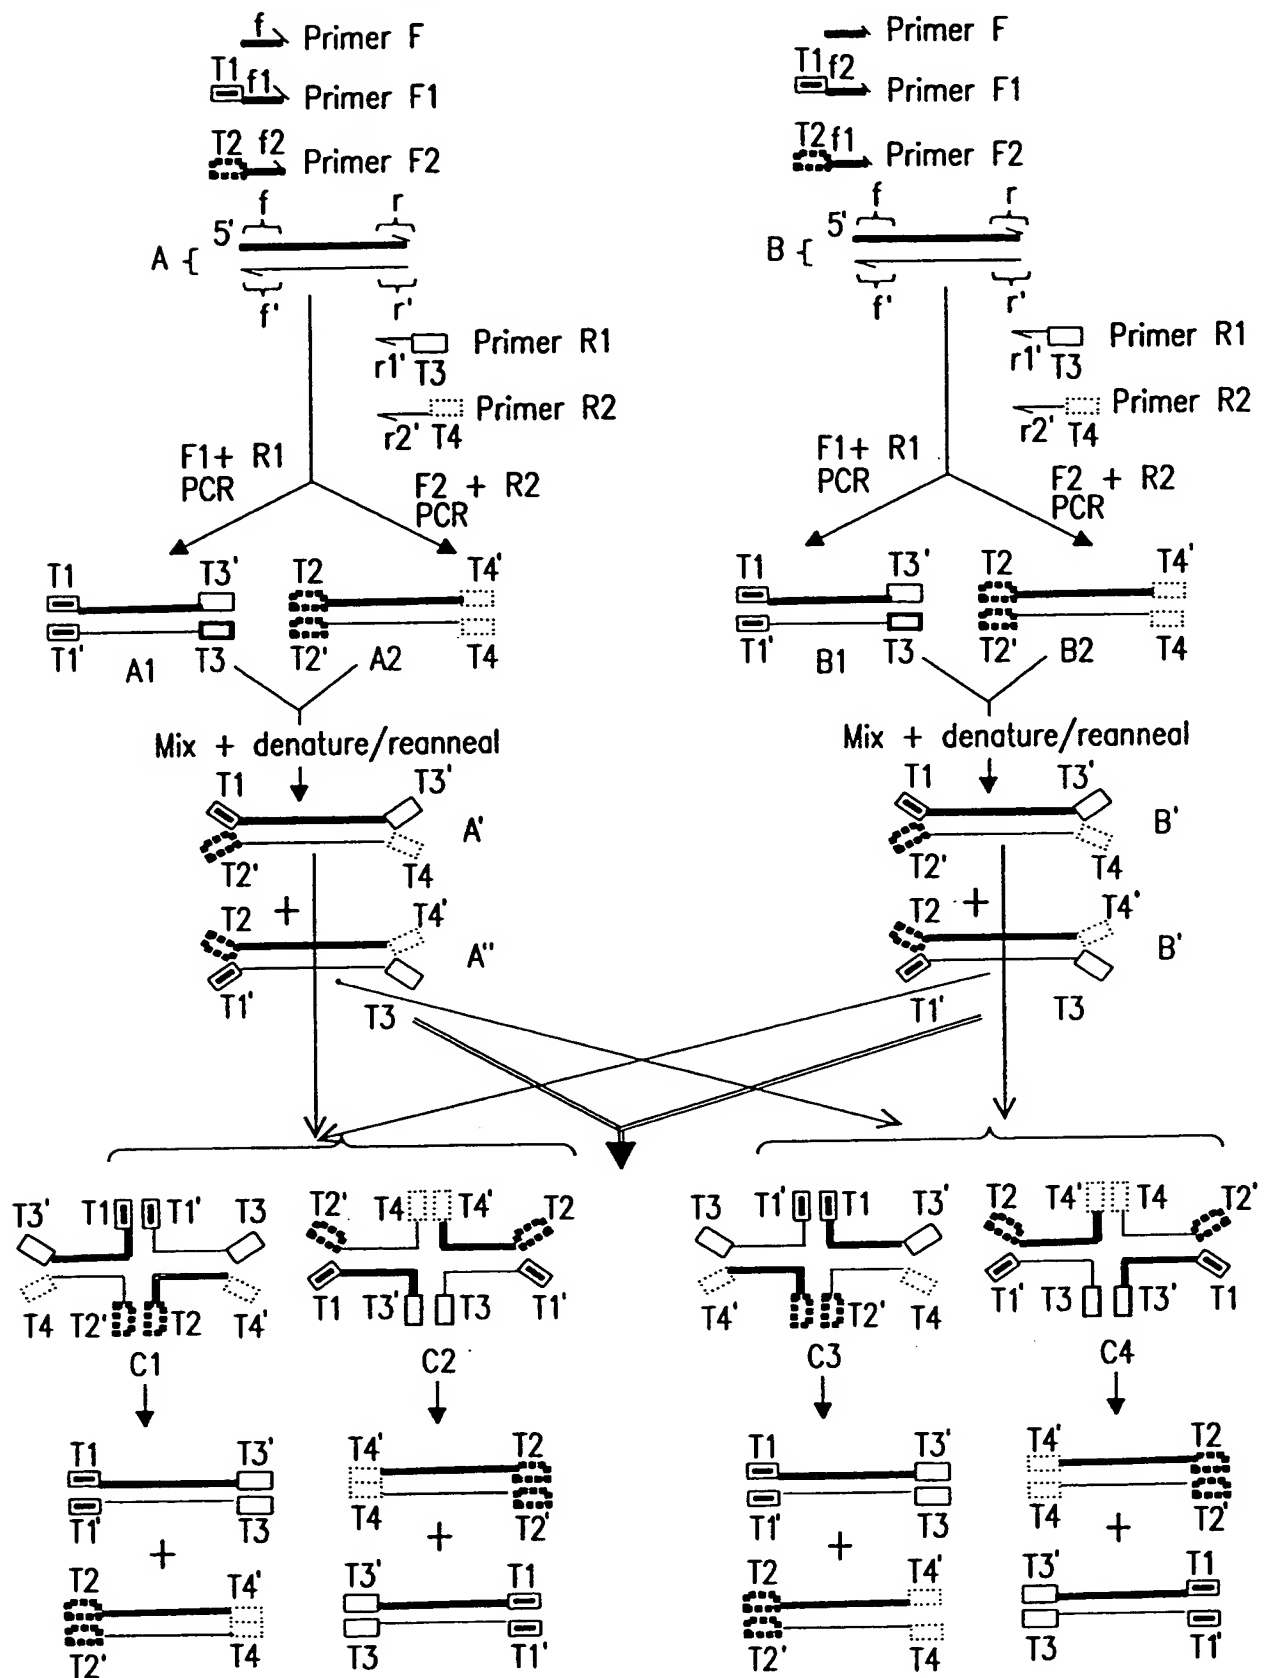 f
Primer F
T1 f1
Primer F1
T2 f2
Primer F2
f r
5'
A {
f' r'
Primer R1
r1' T3
Primer R2
r2' T4
F1+ R1
PCR
F2 + R2
PCR
T1 T3' T2 T4'
T1' A1 T3 T2' A2 T4
Mix + denature/reanneal
T1 T3'
A'
T2' T4
+
T2 T4'
A"
T1' T3
Primer F
T1 f2
Primer F1
T2 f1
Primer F2
f r
5'
B {
f' r'
Primer R1
r1' T3
Primer R2
r2' T4
F1+ R1
PCR
F2 + R2
PCR
T1 T3' T2 T4'
T1' B1 T3 T2' B2 T4
Mix + denature/reanneal
T1 T3'
B'
T2' T4
+
T2 T4'
B'
T1' T3
T3' T1 T1' T3
T4 T2' T2 T4'
C1
T2' T4 T4' T2
T1 T3' T3 T1'
C2
T3 T1' T1 T3'
T4' T2' T4
C3
T2 T4' T4 T2'
T1' T3 T3' T1
C4
T1 T3'
T1' T3
+
T2 T4'
T2' T4
T4' T2
T4 T2'
+
T3' T1
T3 T1'
T1 T3'
T1' T3
+
T2 T4'
T2' T4
T4' T2
T4 T2'
+
T3' T1
T3 T1'